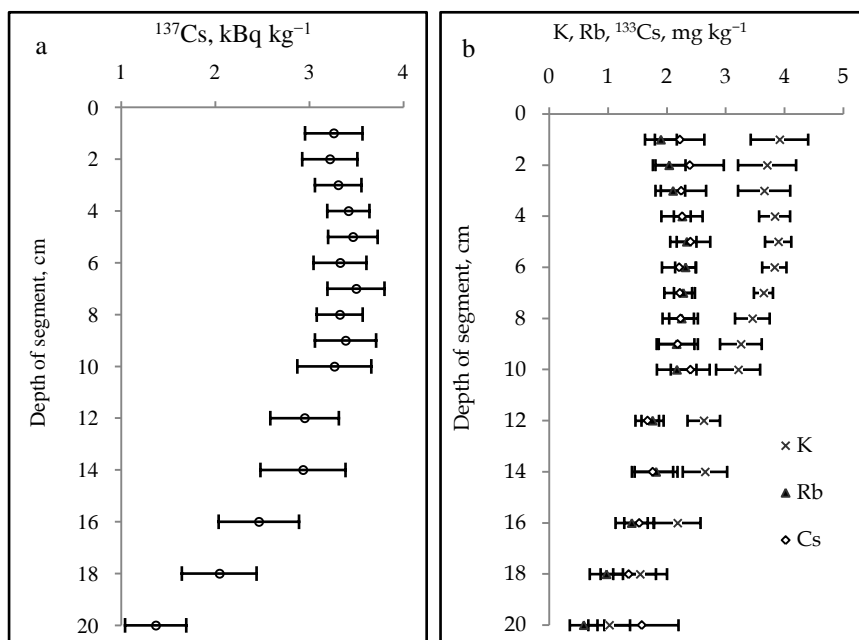 a
¹³⁷Cs, kBq kg⁻¹
1 2 3 4
0
2
4
6
8
10
12
14
16
18
20
Depth of segment, cm
b
K, Rb, ¹³³Cs, mg kg⁻¹
0 1 2 3 4 5
0
2
4
6
8
10
12
14
16
18
20
Depth of segment, cm
K
Rb
Cs